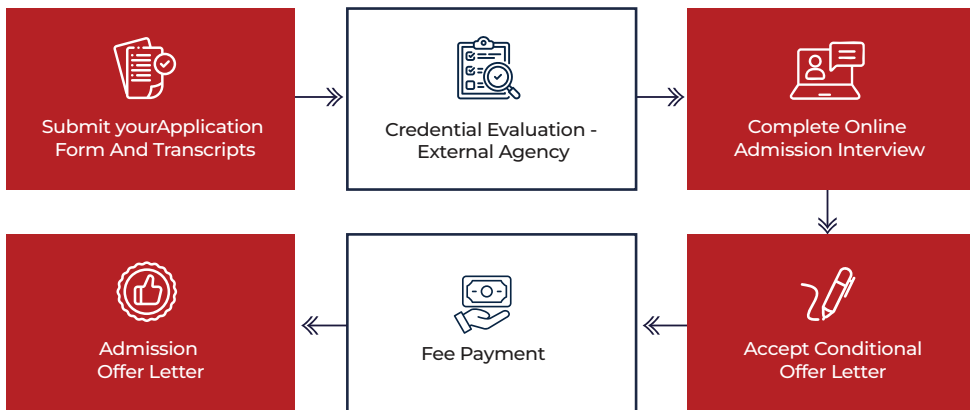 Submit yourApplication
Form And Transcripts
Credential Evaluation -
External Agency
Complete Online
Admission Interview
Accept Conditional
Offer Letter
Fee Payment
Admission
Offer Letter